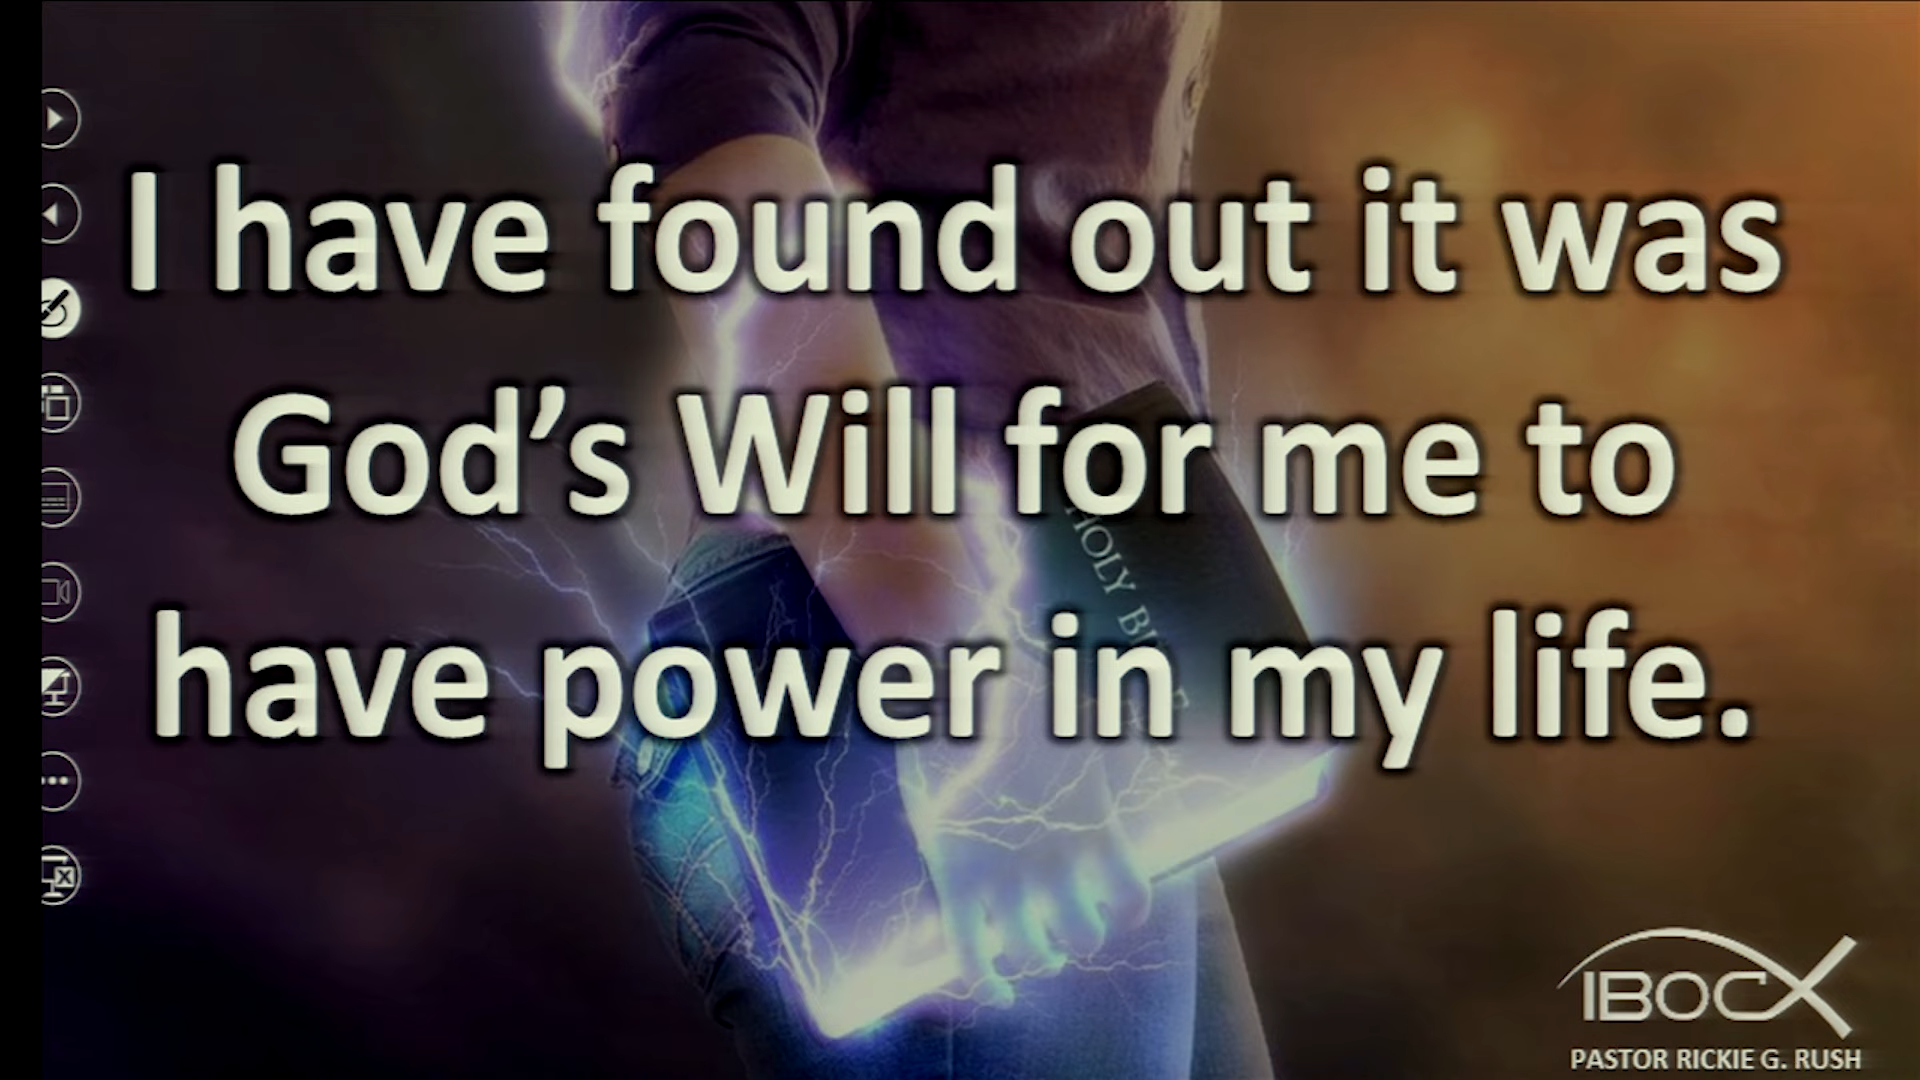 I have found out it was
God's Will for me to
have power in my life.
HOLY BI
IBOC
PASTOR RICKIE G. RUSH